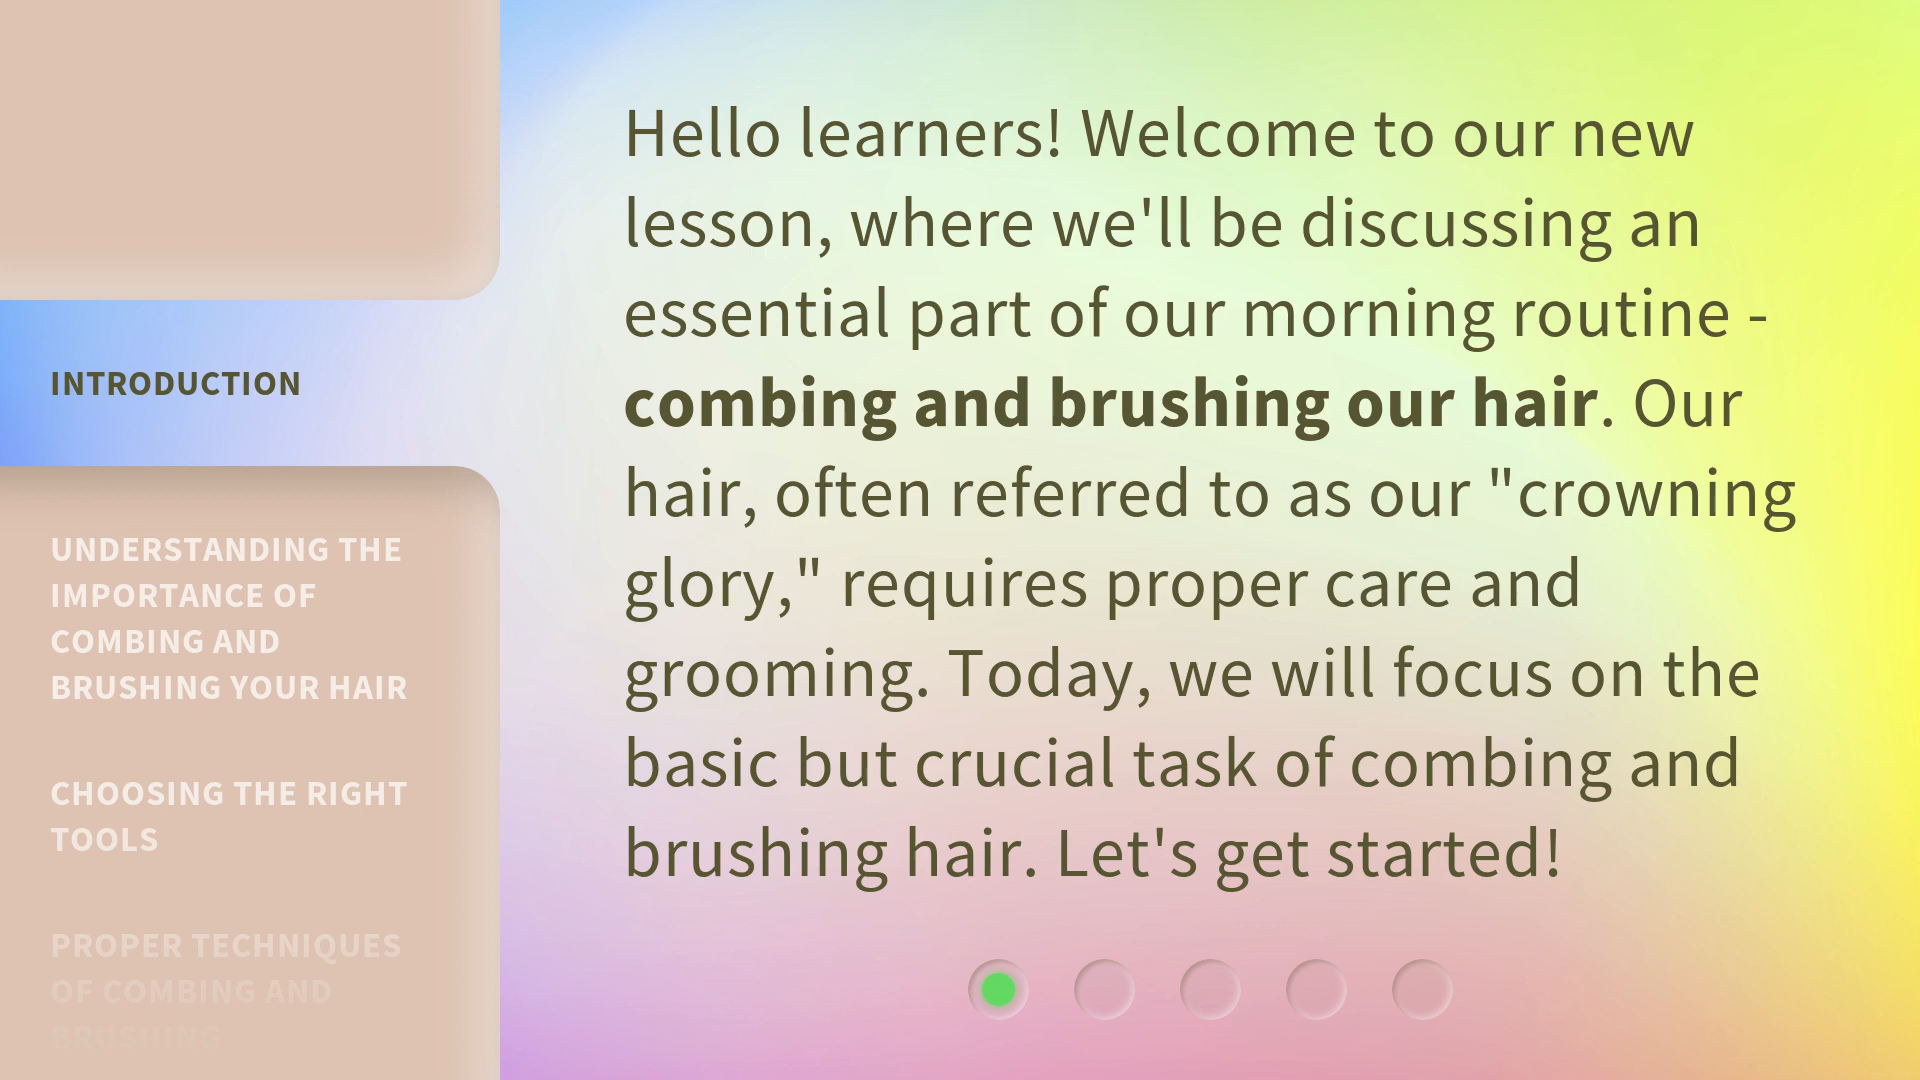 INTRODUCTION
UNDERSTANDING THE
IMPORTANCE OF
COMBING AND
BRUSHING YOUR HAIR
CHOOSING THE RIGHT
TOOLS
PROPER TECHNIQUES
OF COMBING AND
BRUSHING
Hello learners! Welcome to our new
lesson, where we'll be discussing an
essential part of our morning routine -
combing and brushing our hair. Our
hair, often referred to as our "crowning
glory," requires proper care and
grooming. Today, we will focus on the
basic but crucial task of combing and
brushing hair. Let's get started!